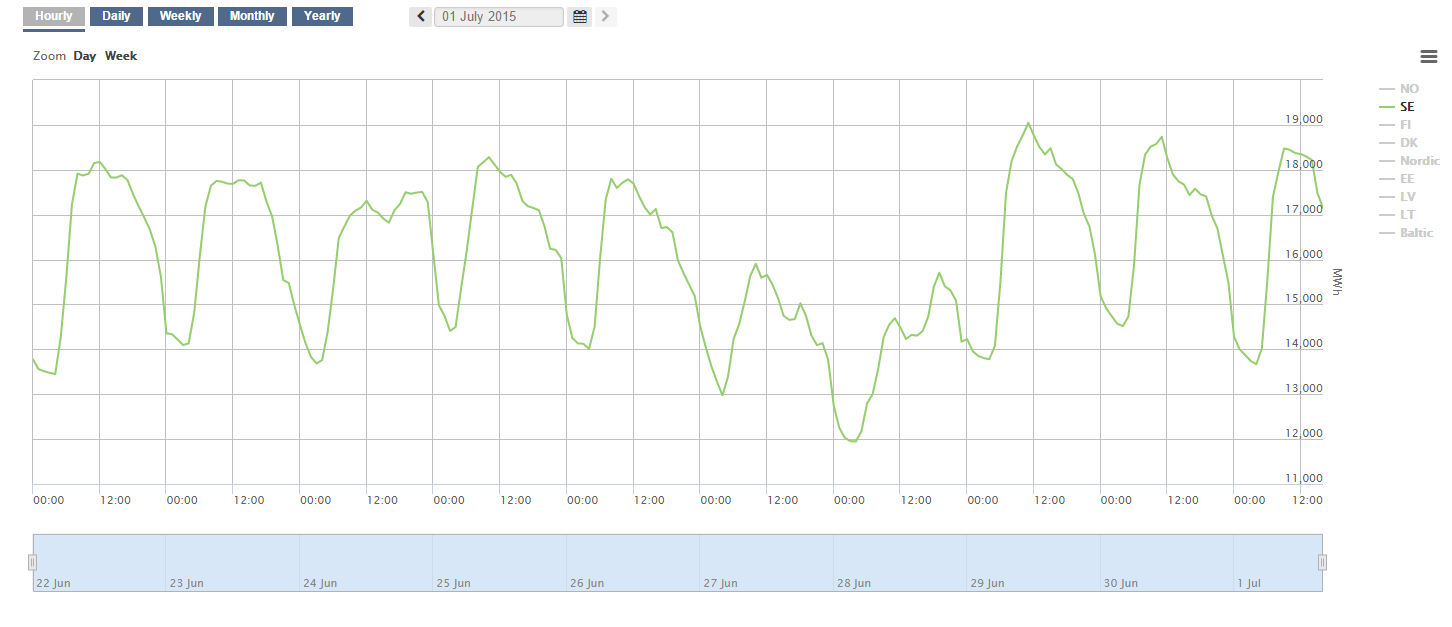 Hourly Daily Weekly Monthly Yearly 01 July 2015
Zoom Day Week
NO
SE
FI
DK
Nordic
EE
LV
LT
Baltic
19,000
18,000
17,000
16,000
15,000
14,000
13,000
12,000
11,000
MWh
00:00 12:00 00:00 12:00 00:00 12:00 00:00 12:00 00:00 12:00 00:00 12:00 00:00 12:00 00:00 12:00 00:00 12:00 00:00 12:00
22 Jun 23 Jun 24 Jun 25 Jun 26 Jun 27 Jun 28 Jun 29 Jun 30 Jun 1 Jul